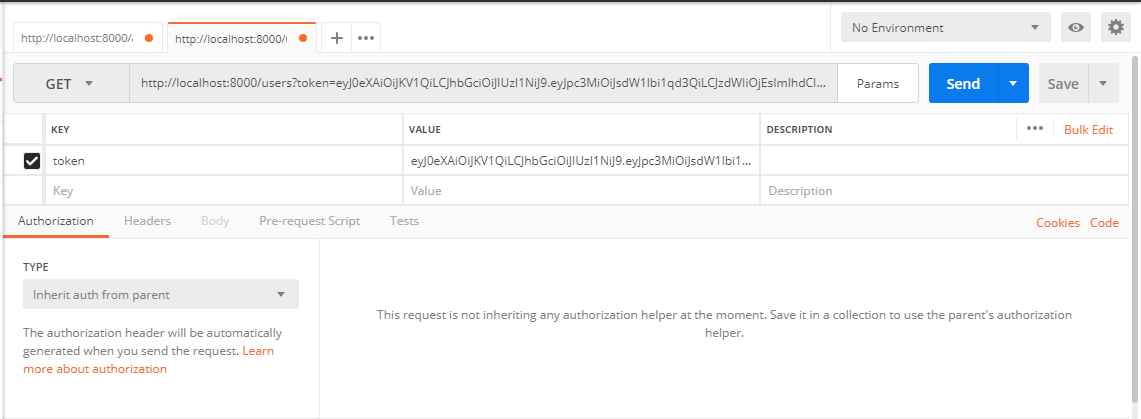 http://localhost:8000/
http://localhost:8000/
No Environment
GET
http://localhost:8000/users?token=eyJ0eXAiOiJKV1QiLCJhbGciOiJIUzI1NiJ9.eyJpc3MiOiJsdW1lbi1qd3QiLCJzdWIiOjEsImlhdCI...
Params
Send
Save
KEY
VALUE
DESCRIPTION
Bulk Edit
token
eyJ0eXAiOiJKV1QiLCJhbGciOiJIUzI1NiJ9.eyJpc3MiOiJsdW1lbi1...
Key
Value
Description
Authorization
Headers
Body
Pre-request Script
Tests
Cookies
Code
TYPE
Inherit auth from parent
The authorization header will be automatically
generated when you send the request. Learn
more about authorization
This request is not inheriting any authorization helper at the moment. Save it in a collection to use the parent's authorization
helper.